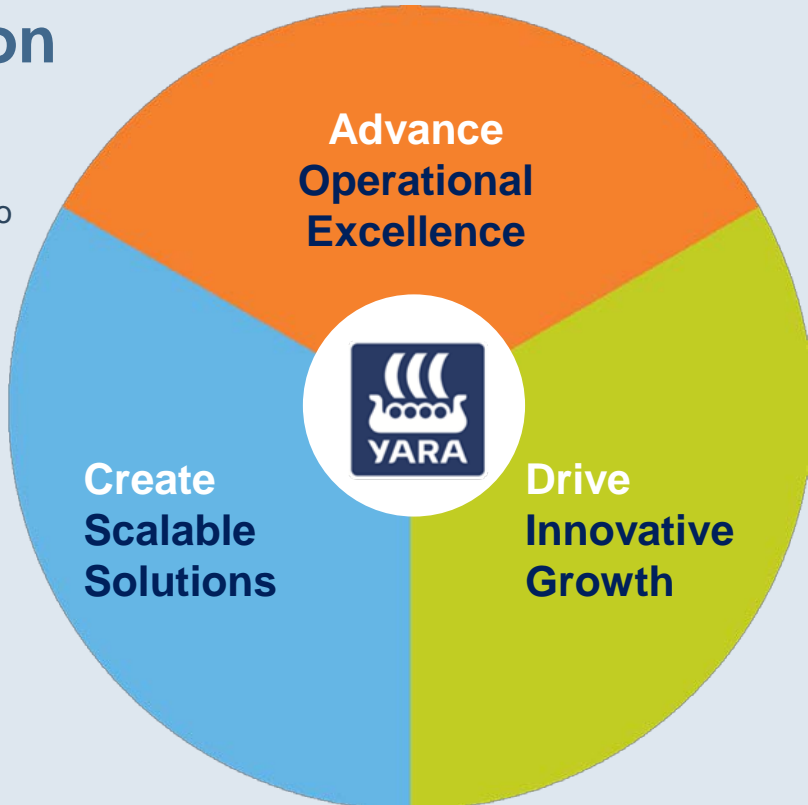 on
o
Advance
Operational
Excellence
YARA
Create
Scalable
Solutions
Drive
Innovative
Growth